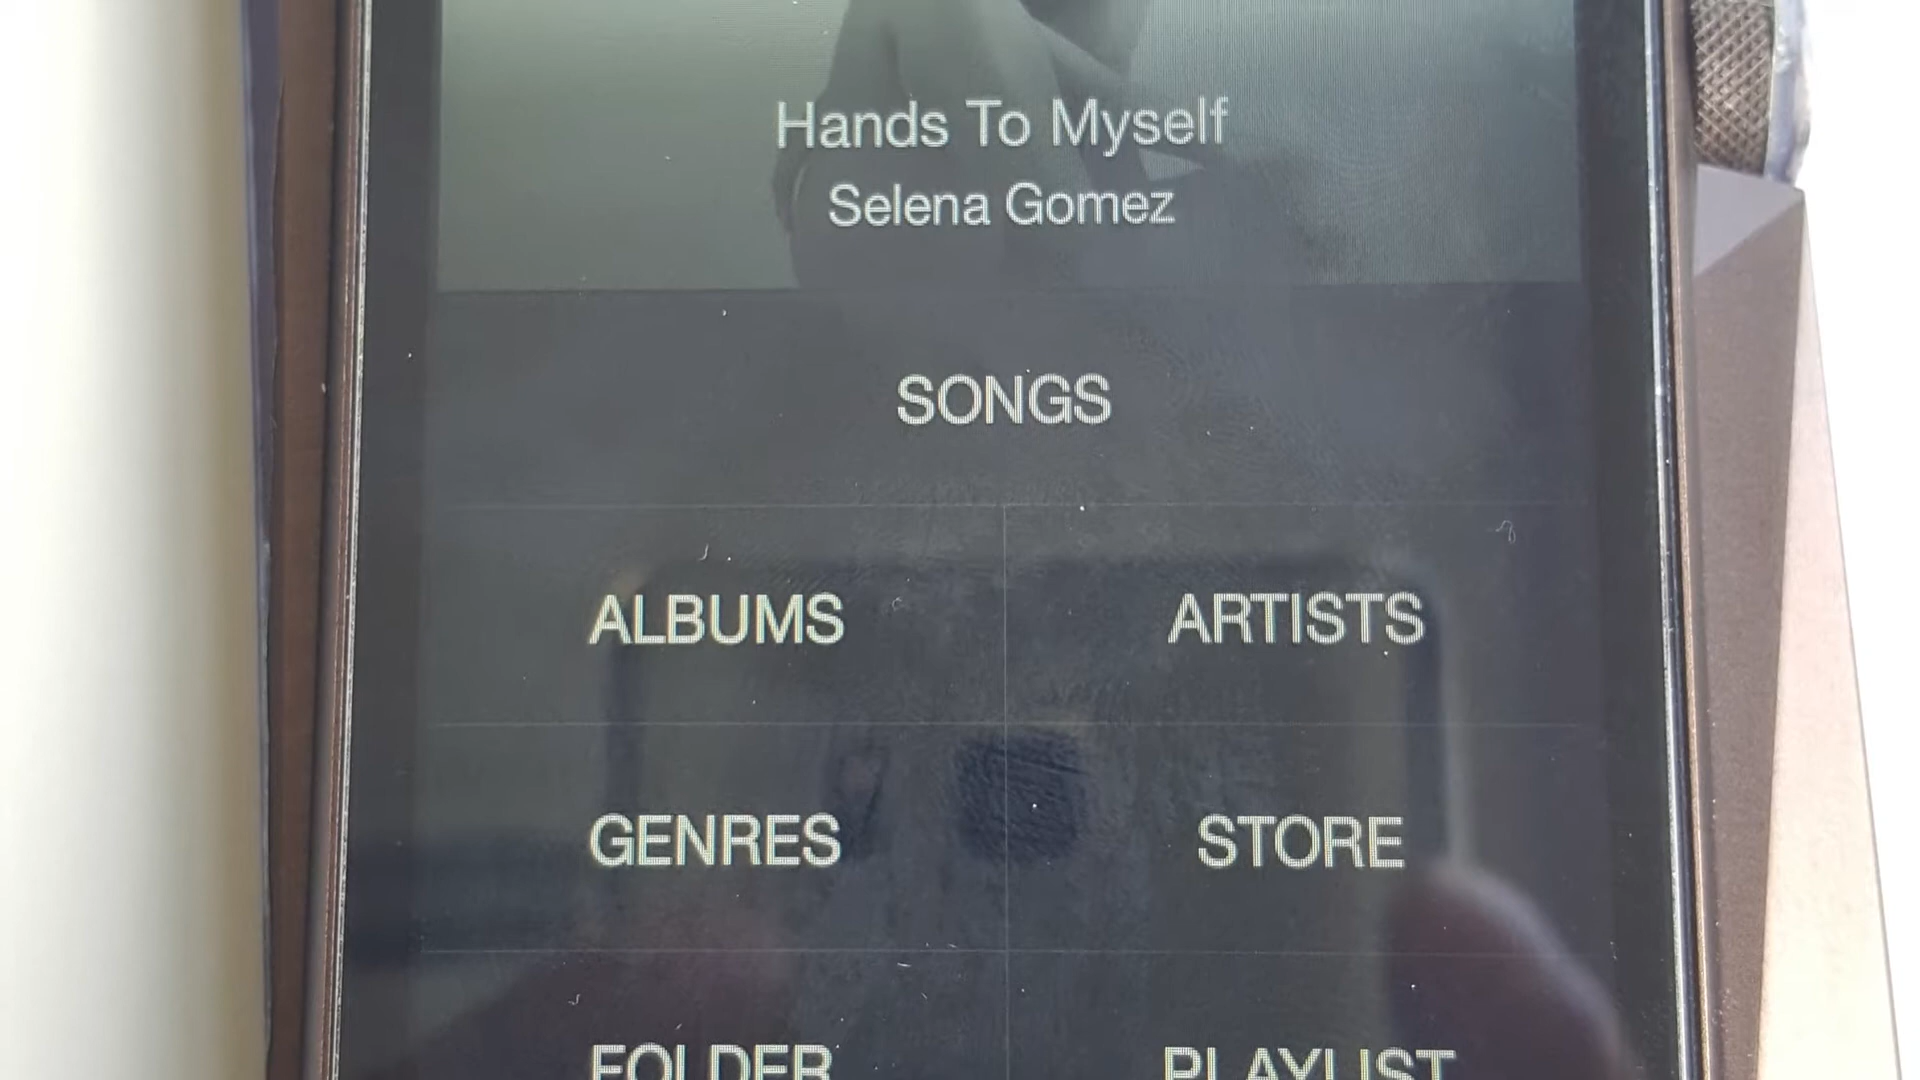 Hands To Myself
Selena Gomez
SONGS
ALBUMS ARTISTS
GENRES STORE
FOLDER PLAYLIST